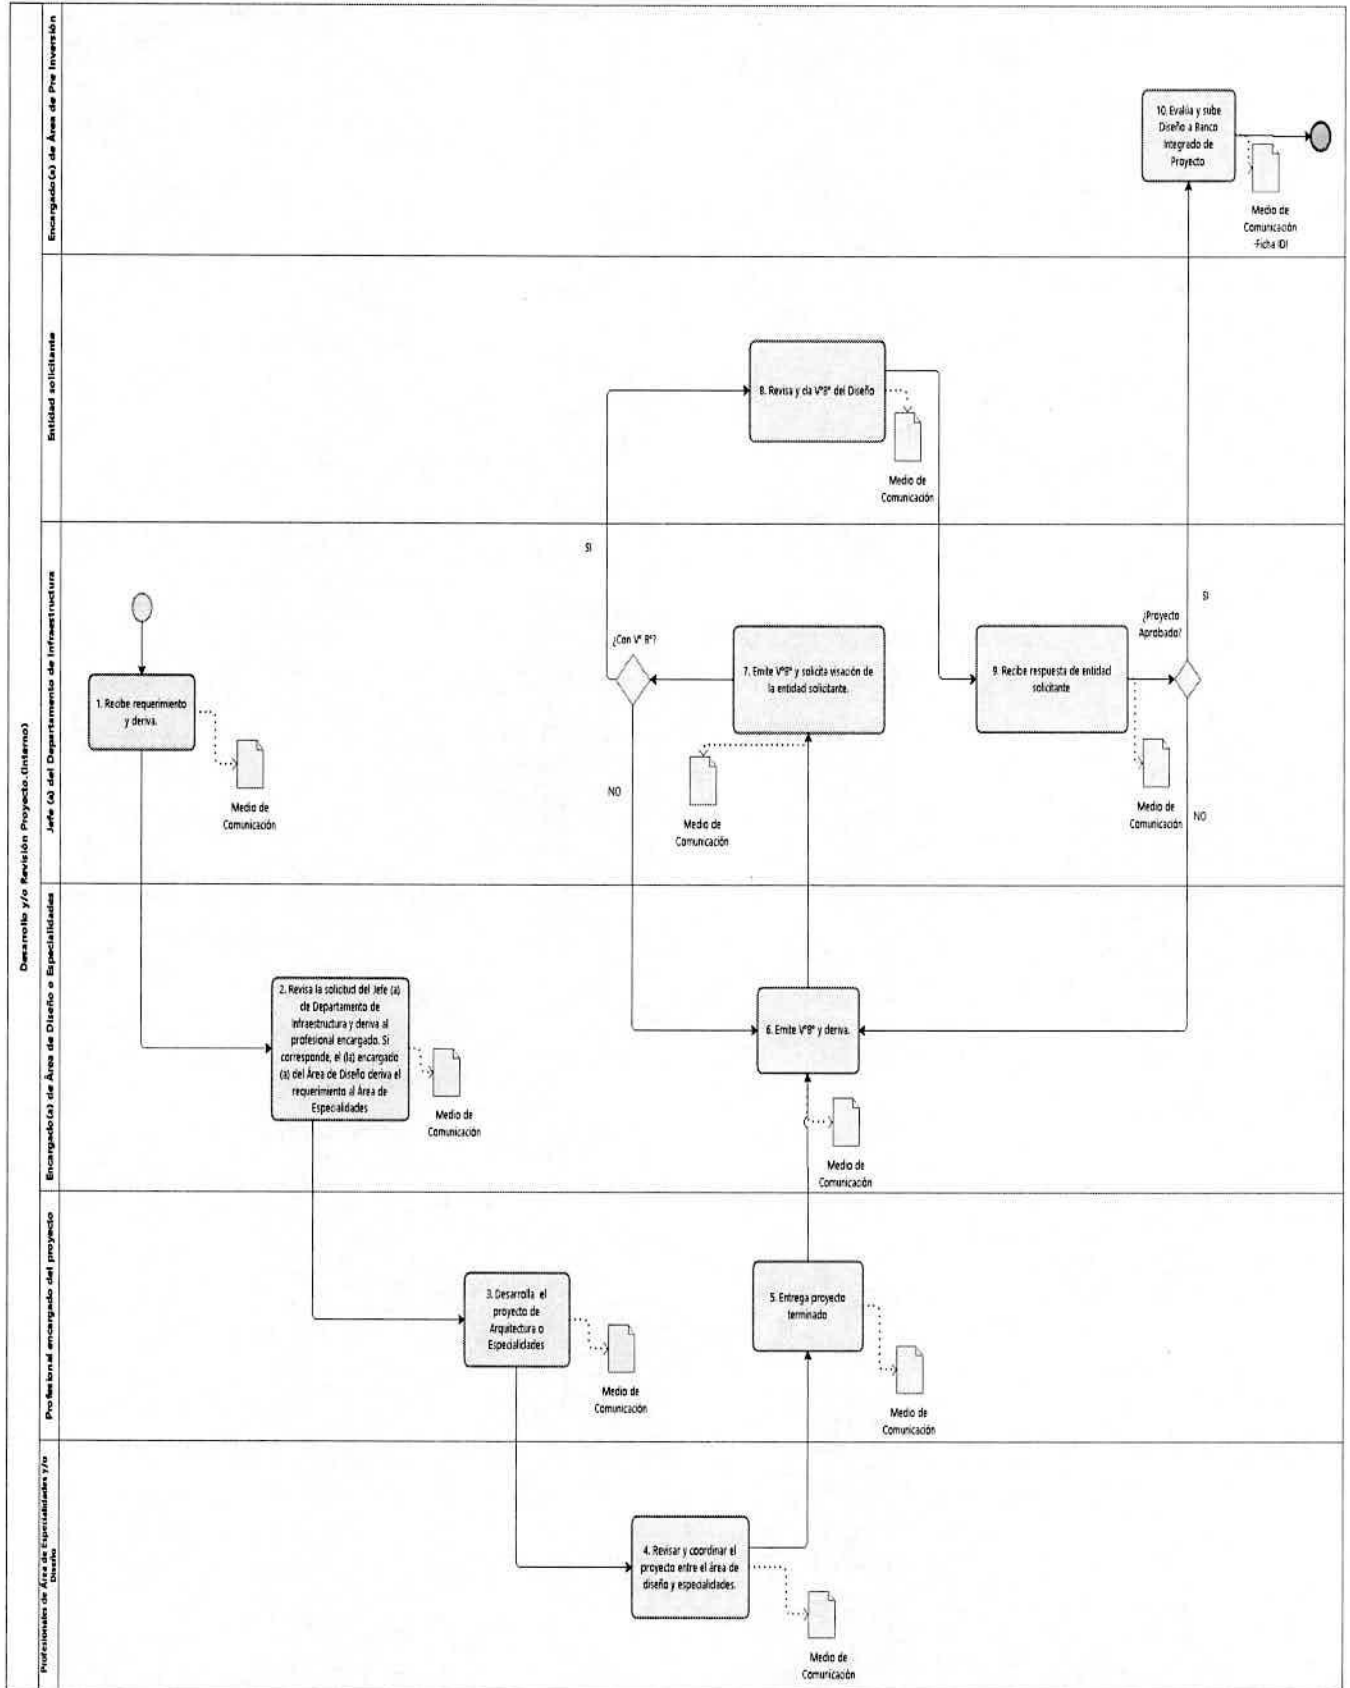 Desarrollo y/o Revisión Proyecto.(Interno)
Encargado(a) de Área de Pre Inversión
10. Evalúa y sube
Diseño a Banco
Integrado de
Proyecto
Medio de
Comunicación
-Ficha IDI
Entidad solicitante
8. Revisa y da V°B° del Diseño
Medio de
Comunicación
Jefe (a) del Departamento de Infraestructura
1. Recibe requerimiento
y deriva.
Medio de
Comunicación
SI
¿Con V° B°?
NO
7. Emite V°B° y solicita visación de
la entidad solicitante.
Medio de
Comunicación
9. Recibe respuesta de entidad
solicitante
Medio de
Comunicación
¿Proyecto
Aprobado?
SI
NO
Encargado(a) de Área de Diseño o Especialidades
2. Revisa la solicitud del Jefe (a)
de Departamento de
Infraestructura y deriva al
profesional encargado. Si
corresponde, el (la) encargado
(a) del Área de Diseño deriva el
requerimiento al Área de
Especialidades
Medio de
Comunicación
6. Emite V°B° y deriva.
Medio de
Comunicación
Profesional encargado del proyecto
3. Desarrolla el
proyecto de
Arquitectura o
Especialidades
Medio de
Comunicación
5. Entrega proyecto
terminado
Medio de
Comunicación
Profesionales de Área de Especialidades y/o
Diseño
4. Revisar y coordinar el
proyecto entre el área de
diseño y especialidades.
Medio de
Comunicación